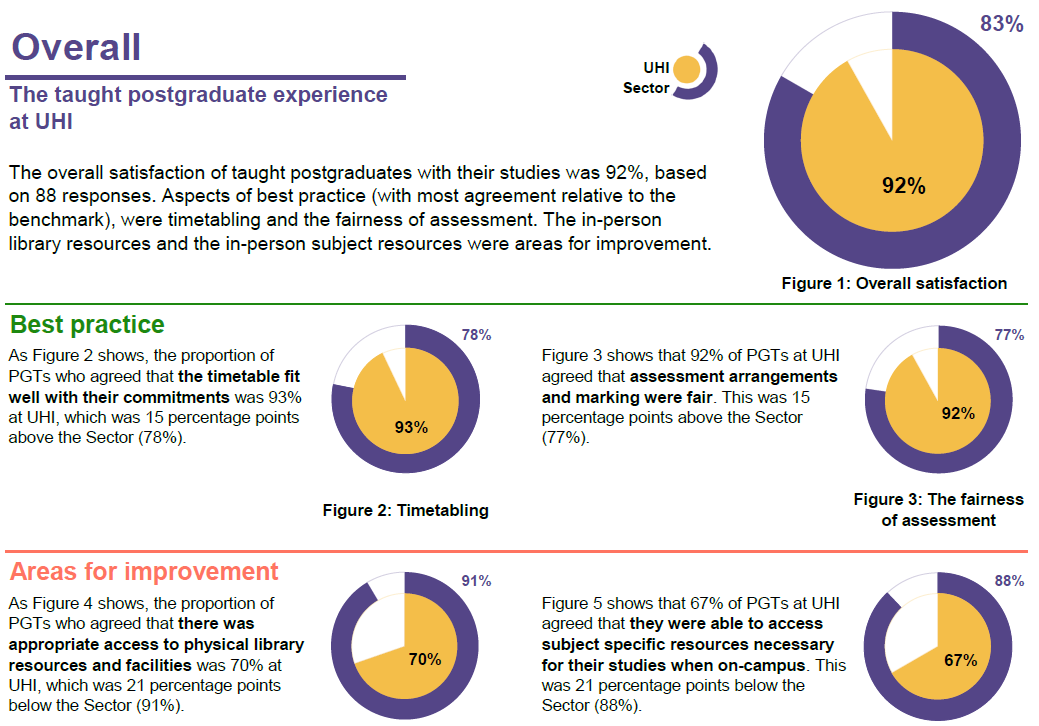 Overall
The taught postgraduate experience
at UHI
UHI
Sector
83%
92%
Figure 1: Overall satisfaction
The overall satisfaction of taught postgraduates with their studies was 92%, based
on 88 responses. Aspects of best practice (with most agreement relative to the
benchmark), were timetabling and the fairness of assessment. The in-person
library resources and the in-person subject resources were areas for improvement.
Best practice
As Figure 2 shows, the proportion of
PGTs who agreed that the timetable fit
well with their commitments was 93%
at UHI, which was 15 percentage points
above the Sector (78%).
78%
93%
Figure 2: Timetabling
Figure 3 shows that 92% of PGTs at UHI
agreed that assessment arrangements
and marking were fair. This was 15
percentage points above the Sector
(77%).
77%
92%
Figure 3: The fairness
of assessment
Areas for improvement
As Figure 4 shows, the proportion of
PGTs who agreed that there was
appropriate access to physical library
resources and facilities was 70% at
UHI, which was 21 percentage points
below the Sector (91%).
91%
70%
Figure 5 shows that 67% of PGTs at UHI
agreed that they were able to access
subject specific resources necessary
for their studies when on-campus. This
was 21 percentage points below the
Sector (88%).
88%
67%